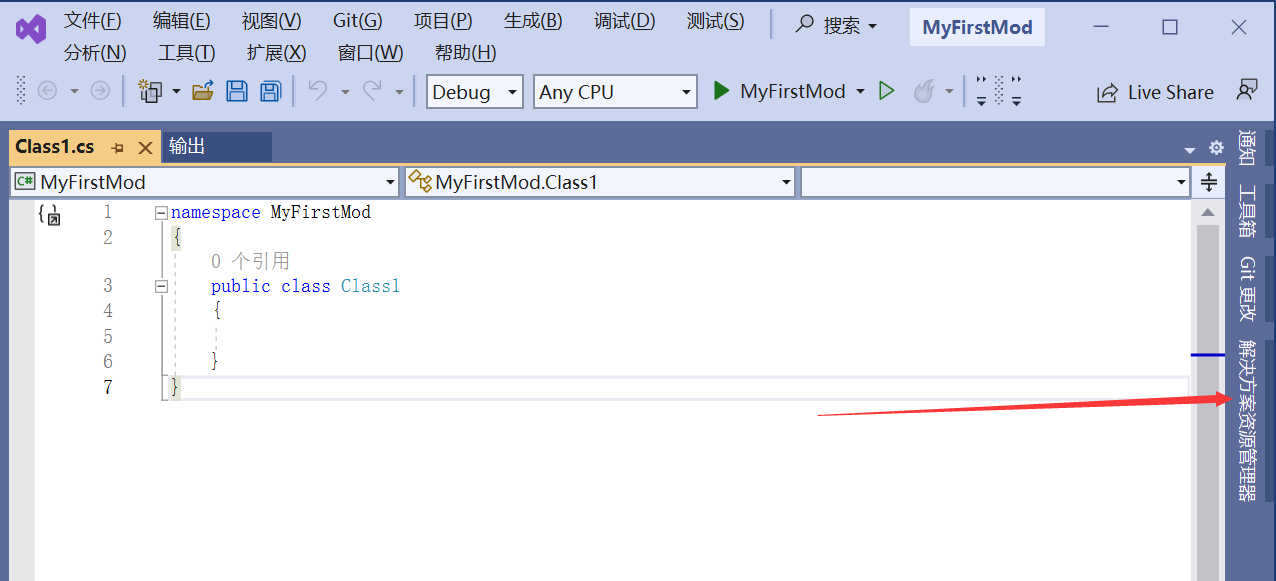 文件(F) 编辑(E) 视图(V) Git(G) 项目(P) 生成(B) 调试(D) 测试(S) 搜索 MyFirstMod
分析(N) 工具(T) 扩展(X) 窗口(W) 帮助(H)
Debug Any CPU MyFirstMod Live Share
Class1.cs 输出
C# MyFirstMod MyFirstMod.Class1
1 namespace MyFirstMod
2 {
0 个引用
3 public class Class1
4 {
5
6 }
7 }
通知
工具箱
Git 更改
解决方案资源管理器